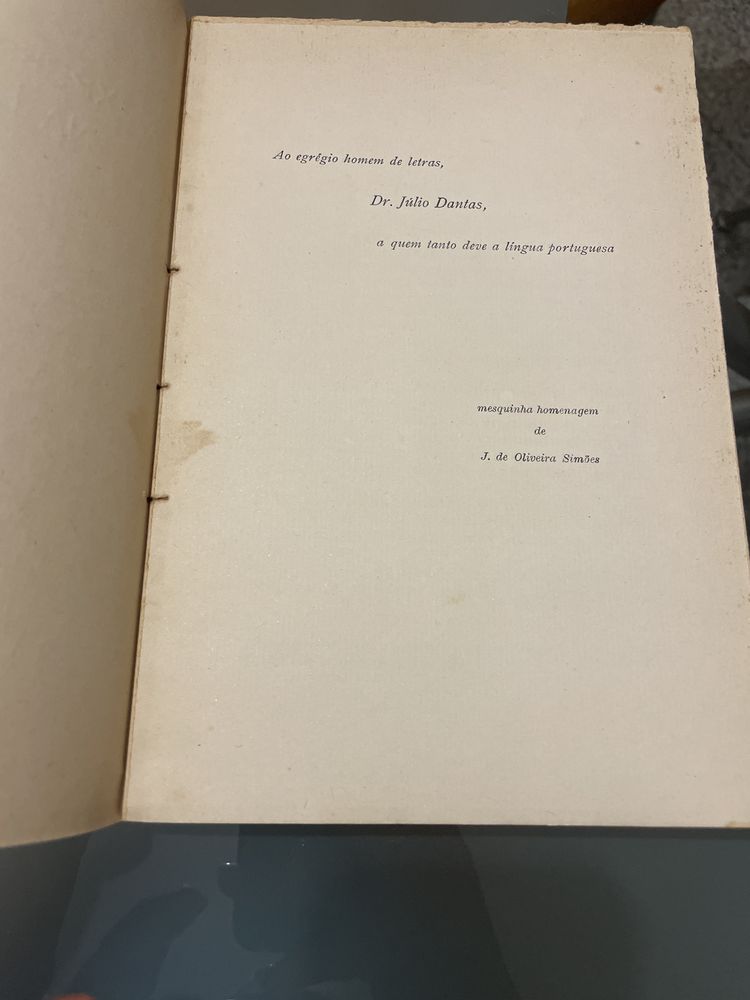 Ao egrégio homem de letras,
Dr. Júlio Dantas,
a quem tanto deve a língua portuguesa
mesquinha homenagem
de
J. de Oliveira Simões